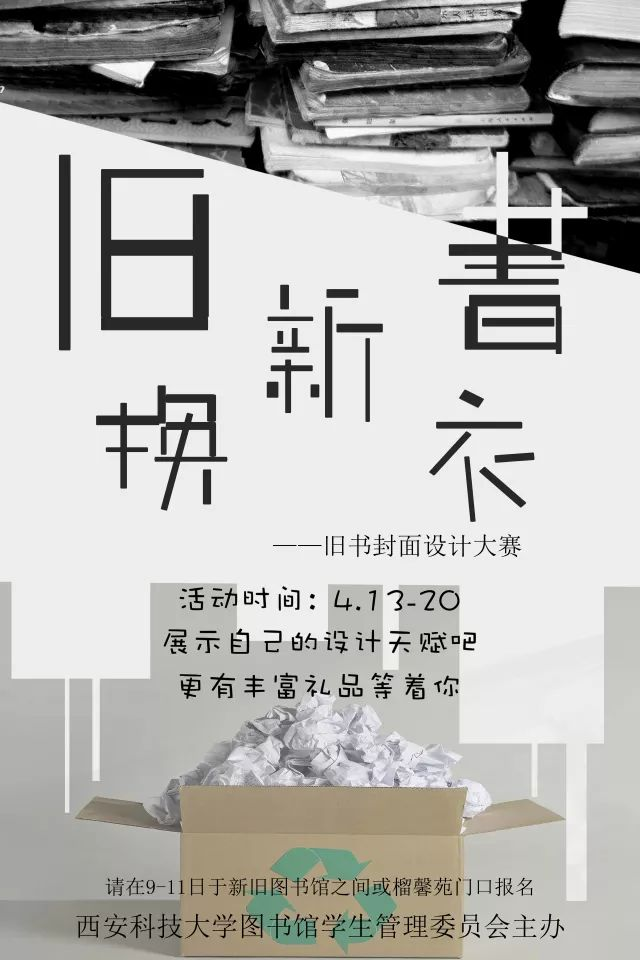 旧書
换新衣
——旧书封面设计大赛
活动时间：4.13-20
展示自己的设计天赋吧
更有丰富礼品等着你
请在9-11日于新旧图书馆之间或榴馨苑门口报名
西安科技大学图书馆学生管理委员会主办